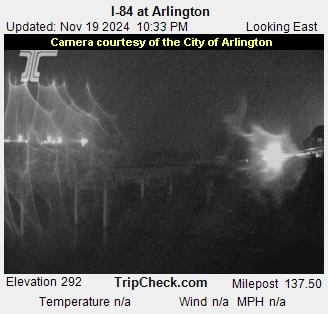 I-84 at Arlington
Updated: Nov 19 2024 10:33 PM Looking East
Camera courtesy of the City of Arlington
Elevation 292 TripCheck.com Milepost 137.50
Temperature n/a Wind n/a MPH n/a